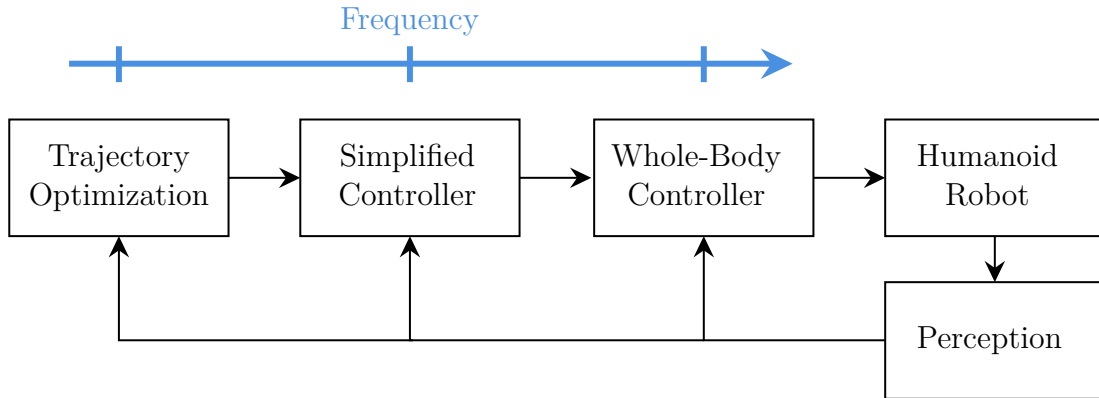 Frequency
Trajectory
Optimization
Simplified
Controller
Whole-Body
Controller
Humanoid
Robot
Perception